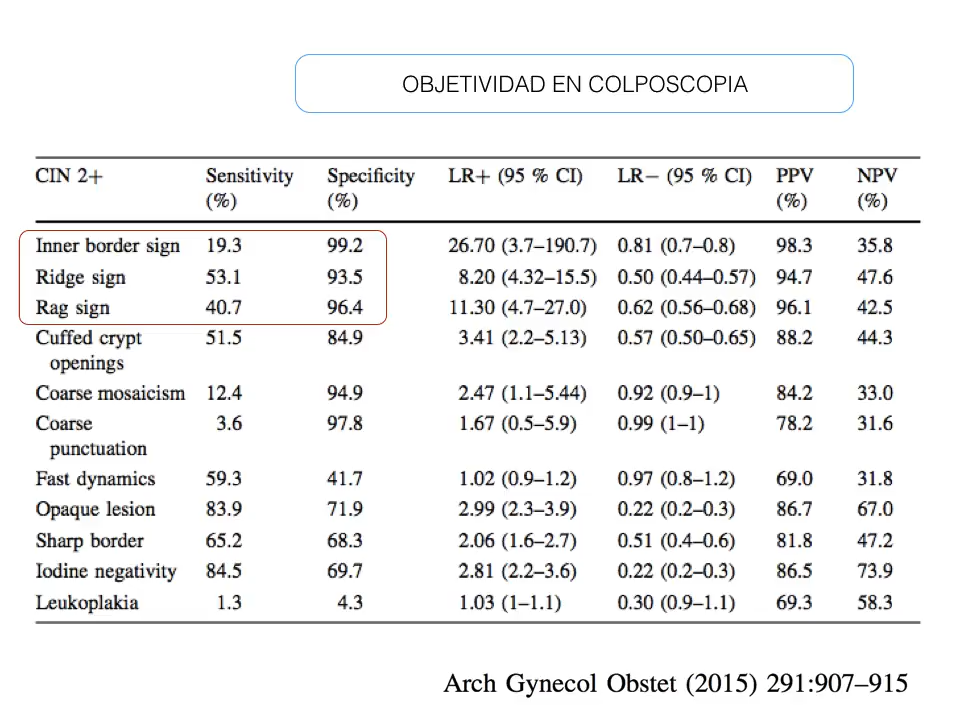 OBJETIVIDAD EN COLPOSCOPIA
CIN 2+ Sensitivity (%) Specificity (%) LR+ (95 % CI) LR− (95 % CI) PPV (%) NPV (%)
Inner border sign 19.3 99.2 26.70 (3.7–190.7) 0.81 (0.7–0.8) 98.3 35.8
Ridge sign 53.1 93.5 8.20 (4.32–15.5) 0.50 (0.44–0.57) 94.7 47.6
Rag sign 40.7 96.4 11.30 (4.7–27.0) 0.62 (0.56–0.68) 96.1 42.5
Cuffed crypt openings 51.5 84.9 3.41 (2.2–5.13) 0.57 (0.50–0.65) 88.2 44.3
Coarse mosaicism 12.4 94.9 2.47 (1.1–5.44) 0.92 (0.9–1) 84.2 33.0
Coarse punctuation 3.6 97.8 1.67 (0.5–5.9) 0.99 (1–1) 78.2 31.6
Fast dynamics 59.3 41.7 1.02 (0.9–1.2) 0.97 (0.8–1.2) 69.0 31.8
Opaque lesion 83.9 71.9 2.99 (2.3–3.9) 0.22 (0.2–0.3) 86.7 67.0
Sharp border 65.2 68.3 2.06 (1.6–2.7) 0.51 (0.4–0.6) 81.8 47.2
Iodine negativity 84.5 69.7 2.81 (2.2–3.6) 0.22 (0.2–0.3) 86.5 73.9
Leukoplakia 1.3 4.3 1.03 (1–1.1) 0.30 (0.9–1.1) 69.3 58.3
Arch Gynecol Obstet (2015) 291:907–915